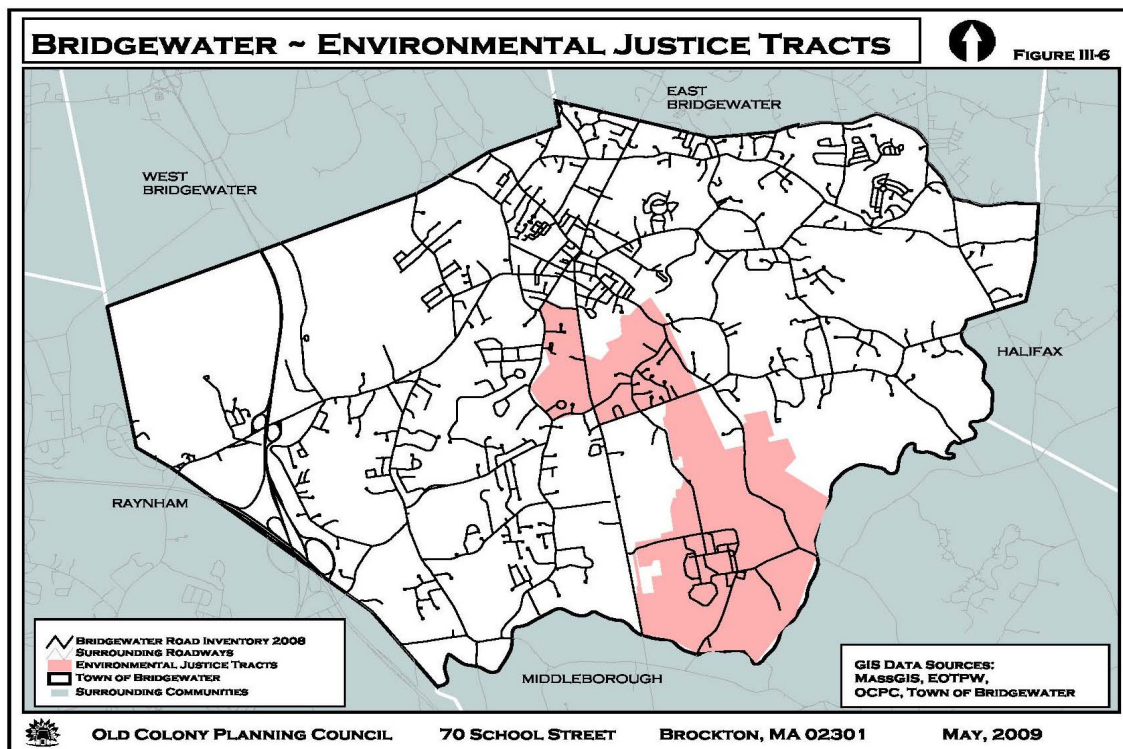 BRIDGEWATER ~ ENVIRONMENTAL JUSTICE TRACTS
FIGURE III-6
EAST
BRIDGEWATER
WEST
BRIDGEWATER
HALIFAX
RAYNHAM
MIDDLEBOROUGH
BRIDGEWATER ROAD INVENTORY 2008
SURROUNDING ROADWAYS
ENVIRONMENTAL JUSTICE TRACTS
TOWN OF BRIDGEWATER
SURROUNDING COMMUNITIES
GIS DATA SOURCES:
MASSGIS, EOTPW,
OCPC, TOWN OF BRIDGEWATER
OLD COLONY PLANNING COUNCIL 70 SCHOOL STREET BROCKTON, MA 02301 MAY, 2009